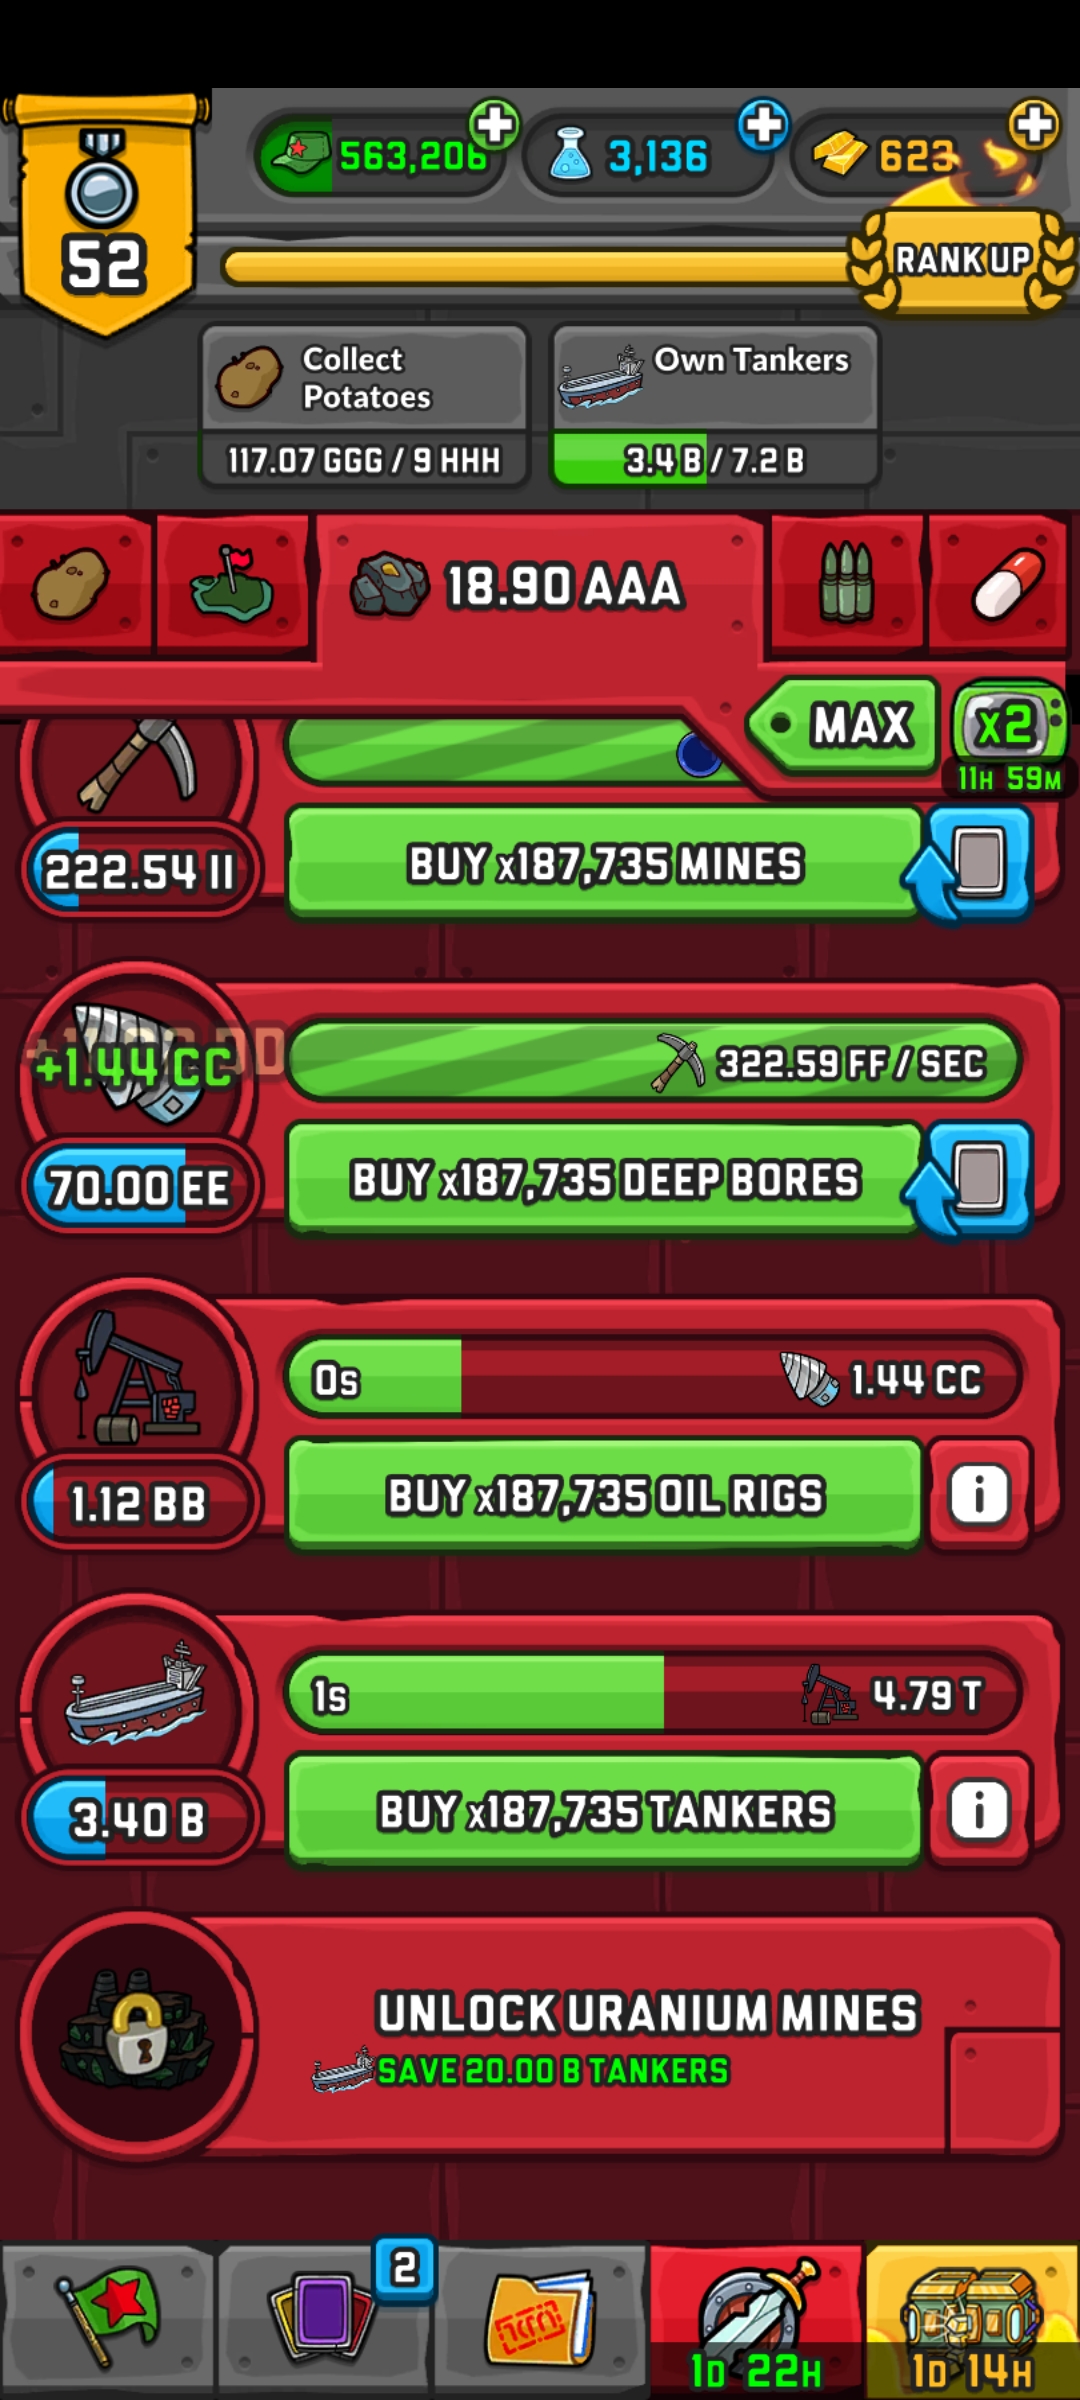 563,206
3,136
623
52
RANK UP
Collect
Potatoes
Own Tankers
117.07 GGG / 9 HHH
3.4 B / 7.2 B
18.90 AAA
MAX
x2
11H 59M
222.54 II
BUY x187,735 MINES
+1.44 CC
322.59 FF / SEC
70.00 EE
BUY x187,735 DEEP BORES
0s
1.44 CC
1.12 BB
BUY x187,735 OIL RIGS
i
1s
4.79 T
3.40 B
BUY x187,735 TANKERS
i
UNLOCK URANIUM MINES
SAVE 20.00 B TANKERS
2
1D 22H
1D 14H